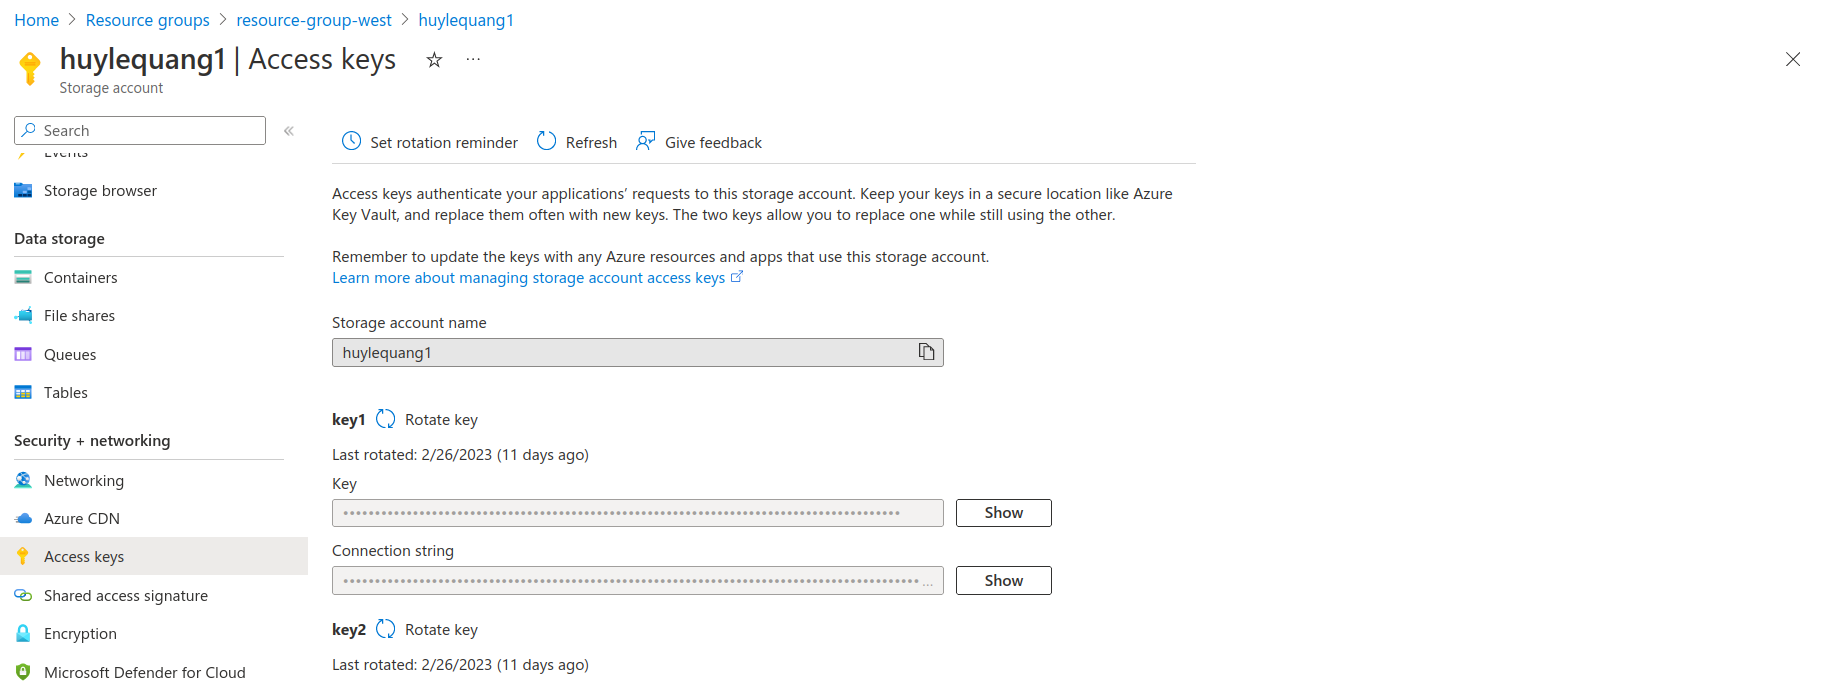 Home > Resource groups > resource-group-west > huylequang1
huylequang1 | Access keys
Storage account
Search
Events
Storage browser
Data storage
Containers
File shares
Queues
Tables
Security + networking
Networking
Azure CDN
Access keys
Shared access signature
Encryption
Microsoft Defender for Cloud
Set rotation reminder Refresh Give feedback
Access keys authenticate your applications’ requests to this storage account. Keep your keys in a secure location like Azure
Key Vault, and replace them often with new keys. The two keys allow you to replace one while still using the other.
Remember to update the keys with any Azure resources and apps that use this storage account.
Learn more about managing storage account access keys
Storage account name
huylequang1
key1 Rotate key
Last rotated: 2/26/2023 (11 days ago)
Key
Show
Connection string
Show
key2 Rotate key
Last rotated: 2/26/2023 (11 days ago)